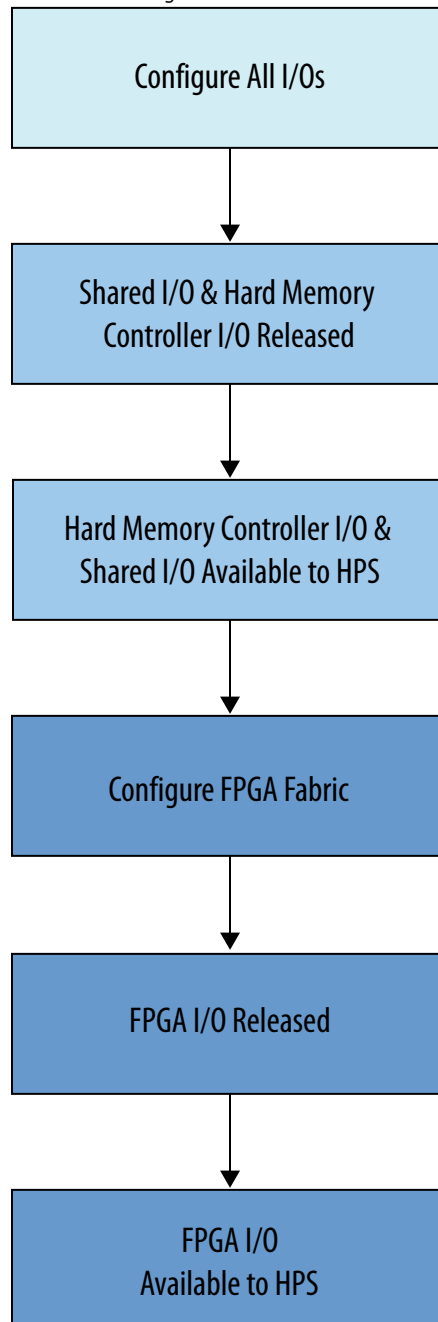 Configure All I/Os
Shared I/O & Hard Memory
Controller I/O Released
Hard Memory Controller I/O &
Shared I/O Available to HPS
Configure FPGA Fabric
FPGA I/O Released
FPGA I/O
Available to HPS